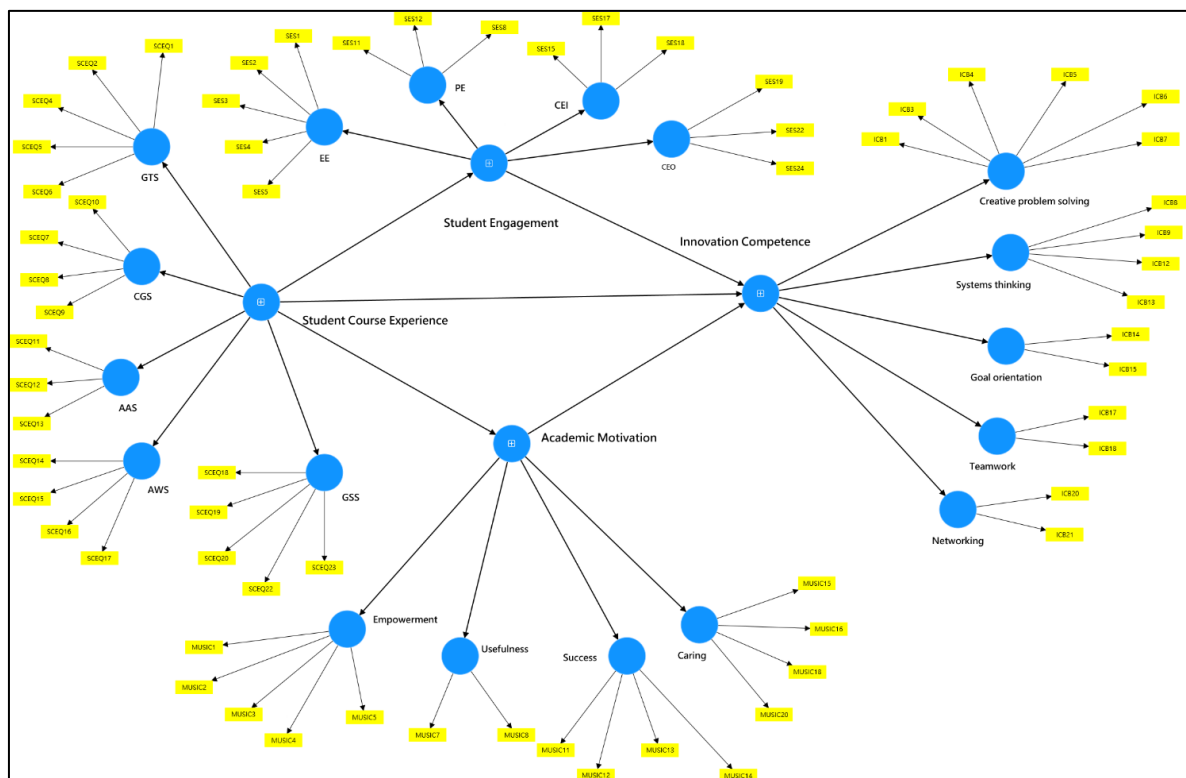 SES12
SES17
SCEQ1
SES1
SES11
SES8
SES15
SES18
SCEQ2
SES2
PE
CEI
SES19
ICB4
ICB5
SCEQ4
SES3
ICB3
ICB6
SCEQ5
SES4
EE
SES22
ICB1
ICB7
GTS
CEO
SES24
SCEQ6
SES5
Creative problem solving
SCEQ10
Student Engagement
ICB8
SCEQ7
Innovation Competence
ICB9
SCEQ8
CGS
Systems thinking
ICB12
SCEQ9
ICB13
Student Course Experience
SCEQ11
ICB14
SCEQ12
Goal orientation
ICB15
AAS
SCEQ13
Academic Motivation
ICB17
SCEQ14
SCEQ18
ICB18
Teamwork
SCEQ15
AWS
GSS
ICB20
SCEQ19
SCEQ16
Networking
ICB21
SCEQ17
SCEQ20
SCEQ23
SCEQ22
MUSIC15
Empowerment
MUSIC16
MUSIC1
Usefulness
Success
Caring
MUSIC18
MUSIC2
MUSIC3
MUSIC5
MUSIC20
MUSIC4
MUSIC7
MUSIC8
MUSIC11
MUSIC13
MUSIC12
MUSIC14